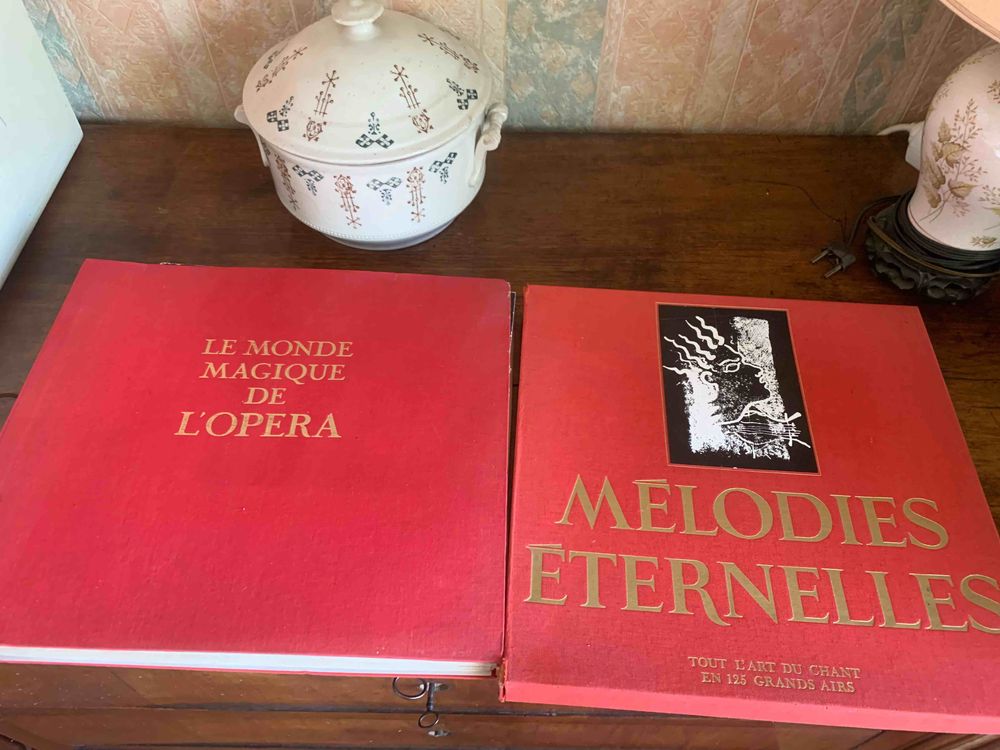 LE MONDE
MAGIQUE
DE
L'OPERA
MÉLODIES
ÉTERNELLES
TOUT L'ART DU CHANT
EN 125 GRANDS AIRS